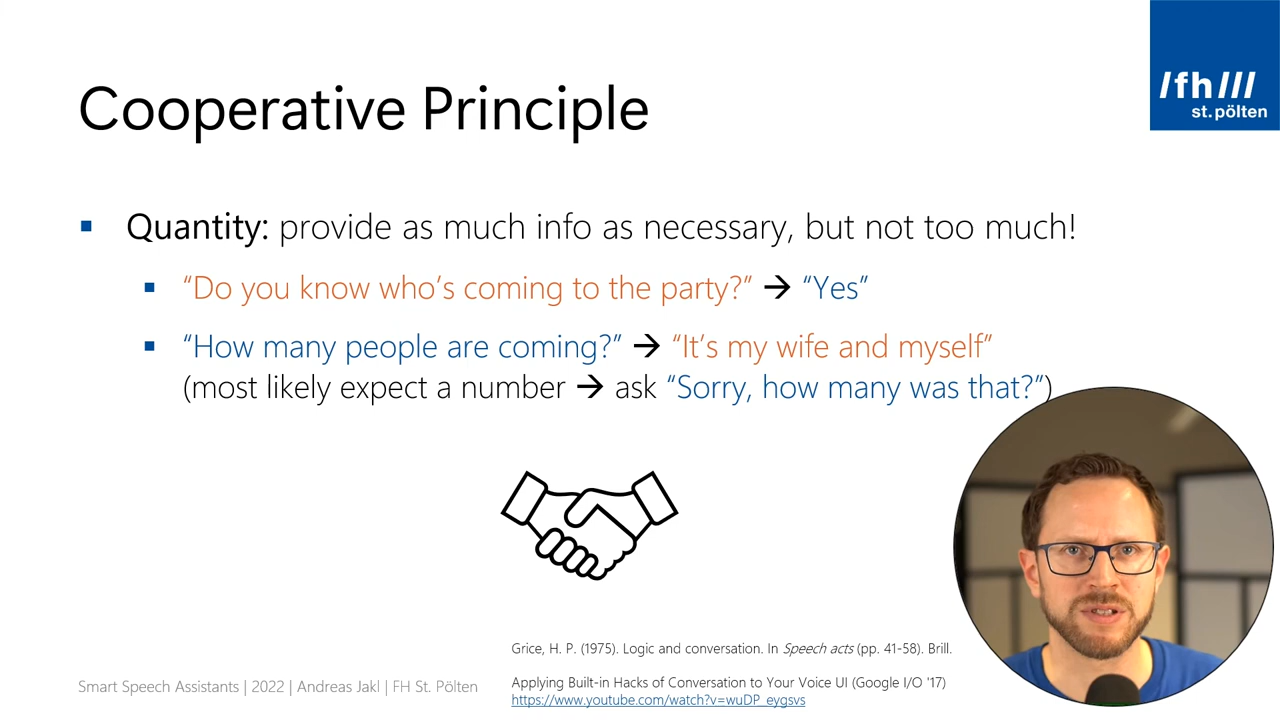 /fh///
st. pölten
Cooperative Principle
Quantity: provide as much info as necessary, but not too much!
“Do you know who’s coming to the party?” → “Yes”
“How many people are coming?” → “It’s my wife and myself”
(most likely expect a number → ask “Sorry, how many was that?”)
Grice, H. P. (1975). Logic and conversation. In Speech acts (pp. 41-58). Brill.
Applying Built-in Hacks of Conversation to Your Voice UI (Google I/O '17)
https://www.youtube.com/watch?v=wuDP_eygsvs
Smart Speech Assistants | 2022 | Andreas Jakl | FH St. Pölten